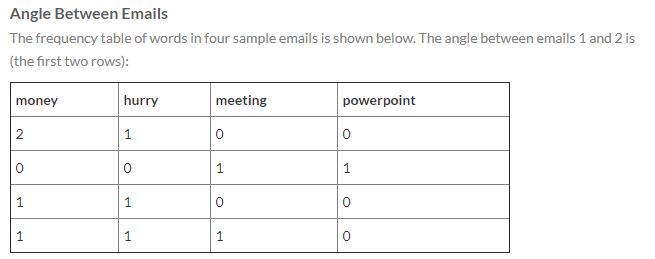 Angle Between Emails
The frequency table of words in four sample emails is shown below. The angle between emails 1 and 2 is
(the first two rows):
money hurry meeting powerpoint
2 1 0 0
0 0 1 1
1 1 0 0
1 1 1 0